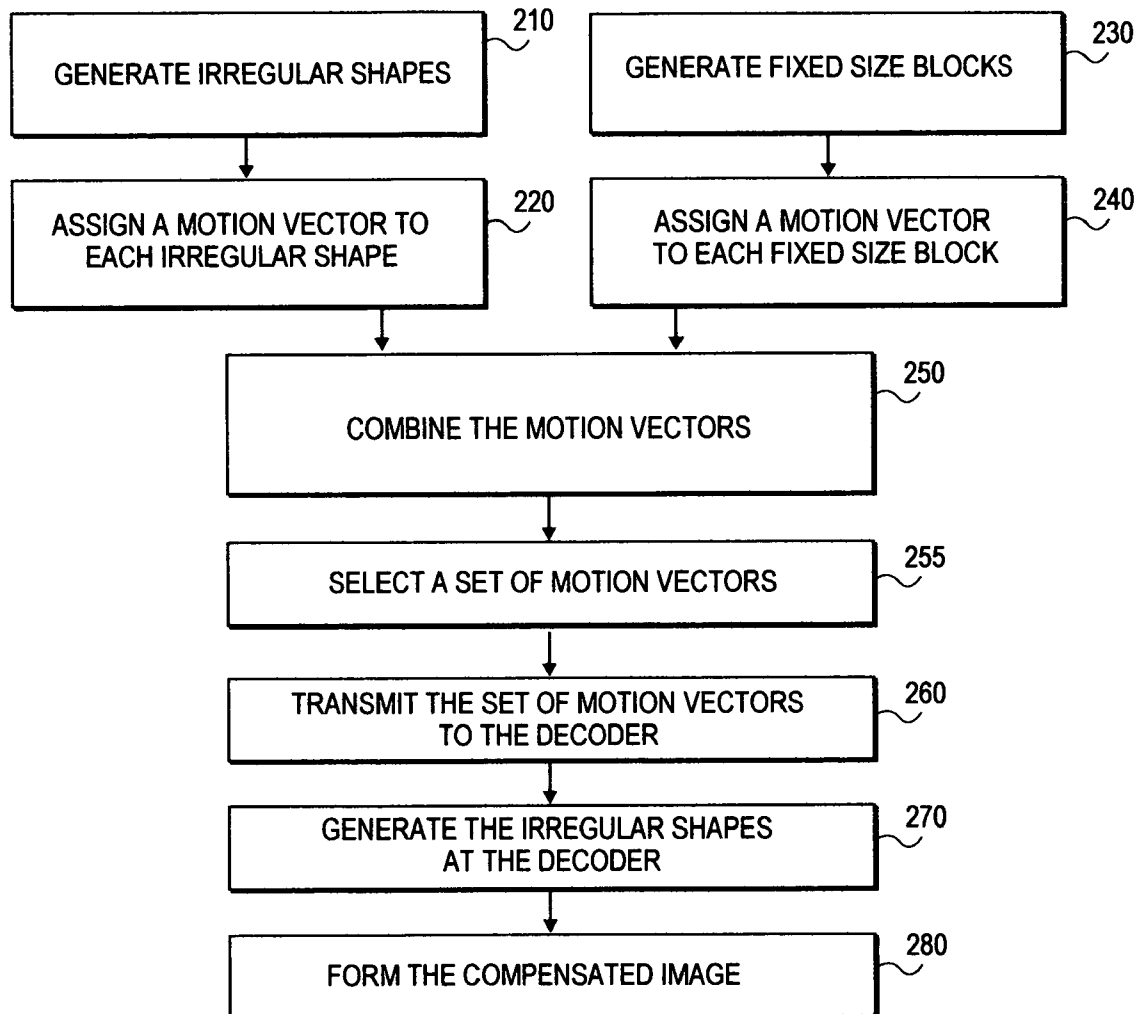 210
GENERATE IRREGULAR SHAPES
230
GENERATE FIXED SIZE BLOCKS
220
ASSIGN A MOTION VECTOR TO
EACH IRREGULAR SHAPE
240
ASSIGN A MOTION VECTOR
TO EACH FIXED SIZE BLOCK
250
COMBINE THE MOTION VECTORS
255
SELECT A SET OF MOTION VECTORS
260
TRANSMIT THE SET OF MOTION VECTORS
TO THE DECODER
270
GENERATE THE IRREGULAR SHAPES
AT THE DECODER
280
FORM THE COMPENSATED IMAGE